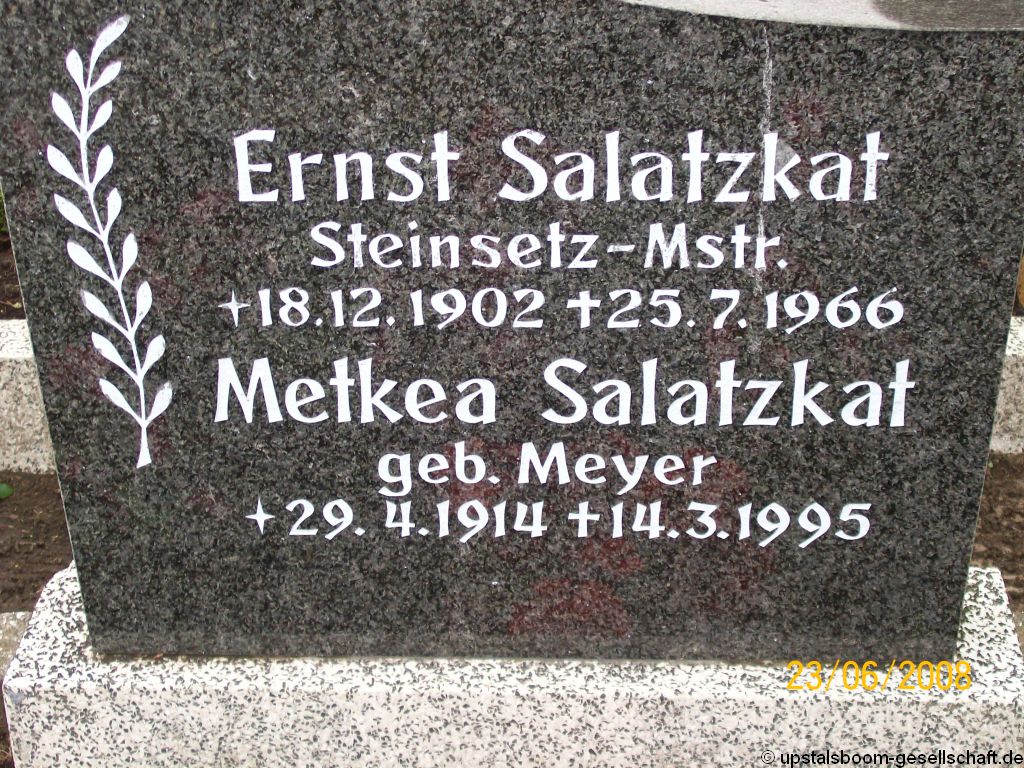 Ernst Salatzkat
Steinsetz-Mstr.
+18.12.1902 †25.7.1966
Metkea Salatzkat
geb. Meyer
+29.4.1914 †14.3.1995
23/06/2008
© upstalsboom-gesellschaft.de